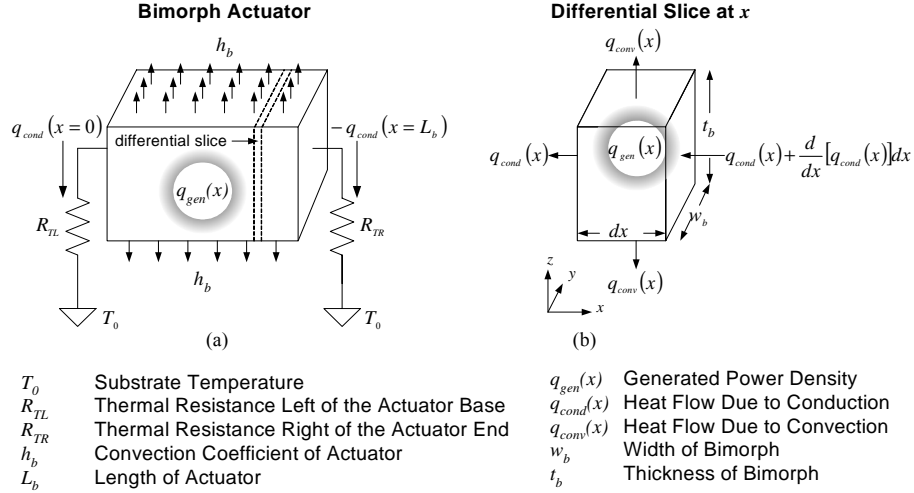 Bimorph Actuator
Differential Slice at x
h_b
q_conv(x)
q_cond(x=0)
differential slice
-q_cond(x=L_b)
q_gen(x)
R_TL
R_TR
h_b
T_0
T_0
(a)
t_b
q_cond(x)
q_gen(x)
q_cond(x) + d/dx [q_cond(x)]dx
w_b
dx
z
y
x
q_conv(x)
(b)
T_0 Substrate Temperature
R_TL Thermal Resistance Left of the Actuator Base
R_TR Thermal Resistance Right of the Actuator End
h_b Convection Coefficient of Actuator
L_b Length of Actuator
q_gen(x) Generated Power Density
q_cond(x) Heat Flow Due to Conduction
q_conv(x) Heat Flow Due to Convection
w_b Width of Bimorph
t_b Thickness of Bimorph